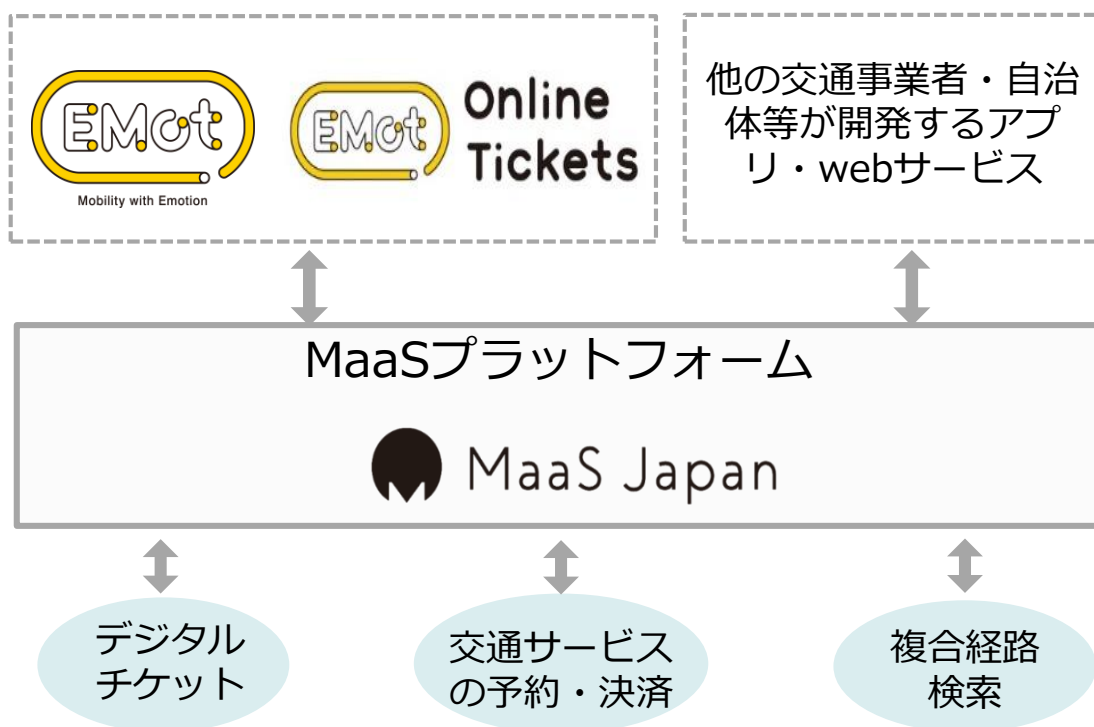 EMot
Mobility with Emotion
EMot
Online
Tickets
他の交通事業者・自治
体等が開発するアプ
リ・webサービス
MaaSプラットフォーム
MaaS Japan
デジタル
チケット
交通サービス
の予約・決済
複合経路
検索